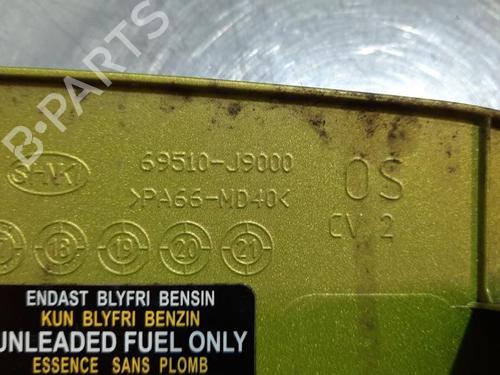 B-PARTS
69510-J9000
>PA66-MD40<
OS
CV 2
18 19 20 21
ENDAST BLYFRI BENSIN
KUN BLYFRI BENZIN
UNLEADED FUEL ONLY
ESSENCE SANS PLOMB